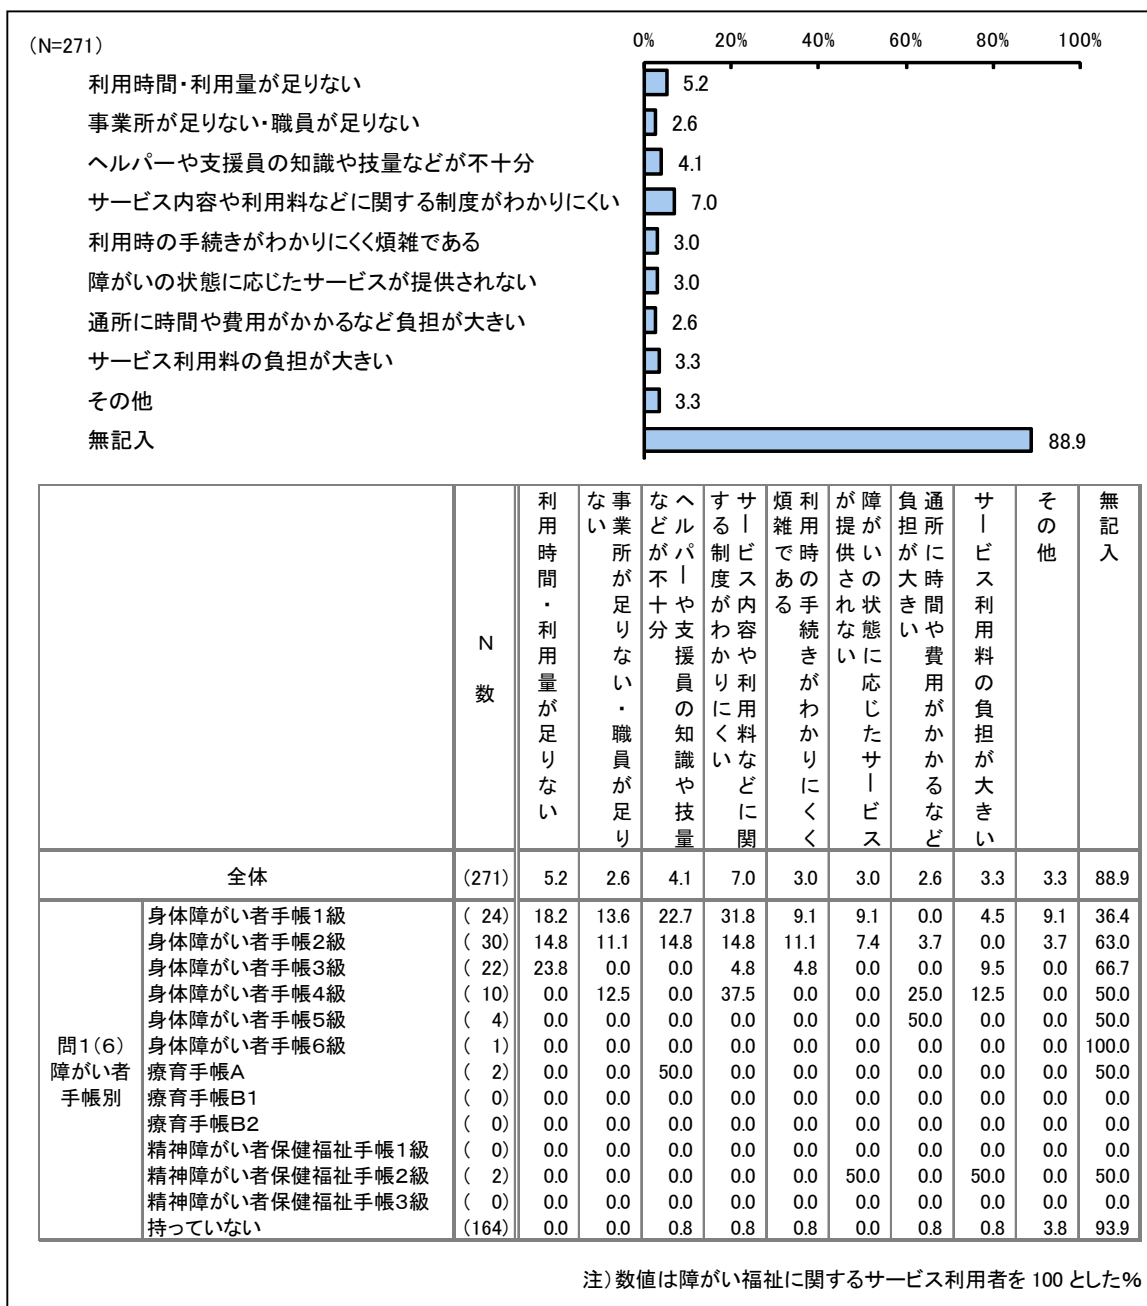 (N=271)
0% 20% 40% 60% 80% 100%
利用時間・利用量が足りない 5.2
事業所が足りない・職員が足りない 2.6
ヘルパーや支援員の知識や技量などが不十分 4.1
サービス内容や利用料などに関する制度がわかりにくい 7.0
利用時の手続きがわかりにくく煩雑である 3.0
障がいの状態に応じたサービスが提供されない 3.0
通所に時間や費用がかかるなど負担が大きい 2.6
サービス利用料の負担が大きい 3.3
その他 3.3
無記入 88.9
N数
利用時間・利用量が足りない
事業所が足りない・職員が足り
ない
ヘルパーや支援員の知識や技量
などが不十分
サービス内容や利用料などに関
する制度がわかりにくい
利用時の手続きがわかりにくく
煩雑である
障がいの状態に応じたサービス
が提供されない
通所に時間や費用がかかるなど
負担が大きい
サービス利用料の負担が大きい
その他
無記入
全体 (271) 5.2 2.6 4.1 7.0 3.0 3.0 2.6 3.3 3.3 88.9
問1(6)
障がい者
手帳別
身体障がい者手帳1級 ( 24) 18.2 13.6 22.7 31.8 9.1 9.1 0.0 4.5 9.1 36.4
身体障がい者手帳2級 ( 30) 14.8 11.1 14.8 14.8 11.1 7.4 3.7 0.0 3.7 63.0
身体障がい者手帳3級 ( 22) 23.8 0.0 0.0 4.8 4.8 0.0 0.0 9.5 0.0 66.7
身体障がい者手帳4級 ( 10) 0.0 12.5 0.0 37.5 0.0 0.0 25.0 12.5 0.0 50.0
身体障がい者手帳5級 ( 4) 0.0 0.0 0.0 0.0 0.0 0.0 50.0 0.0 0.0 50.0
身体障がい者手帳6級 ( 1) 0.0 0.0 0.0 0.0 0.0 0.0 0.0 0.0 0.0 100.0
療育手帳A ( 2) 0.0 0.0 50.0 0.0 0.0 0.0 0.0 0.0 0.0 50.0
療育手帳B1 ( 0) 0.0 0.0 0.0 0.0 0.0 0.0 0.0 0.0 0.0 0.0
療育手帳B2 ( 0) 0.0 0.0 0.0 0.0 0.0 0.0 0.0 0.0 0.0 0.0
精神障がい者保健福祉手帳1級 ( 0) 0.0 0.0 0.0 0.0 0.0 0.0 0.0 0.0 0.0 0.0
精神障がい者保健福祉手帳2級 ( 2) 0.0 0.0 0.0 0.0 0.0 50.0 0.0 50.0 0.0 50.0
精神障がい者保健福祉手帳3級 ( 0) 0.0 0.0 0.0 0.0 0.0 0.0 0.0 0.0 0.0 0.0
持っていない (164) 0.0 0.0 0.8 0.8 0.8 0.0 0.8 0.8 3.8 93.9
注)数値は障がい福祉に関するサービス利用者を 100 とした%